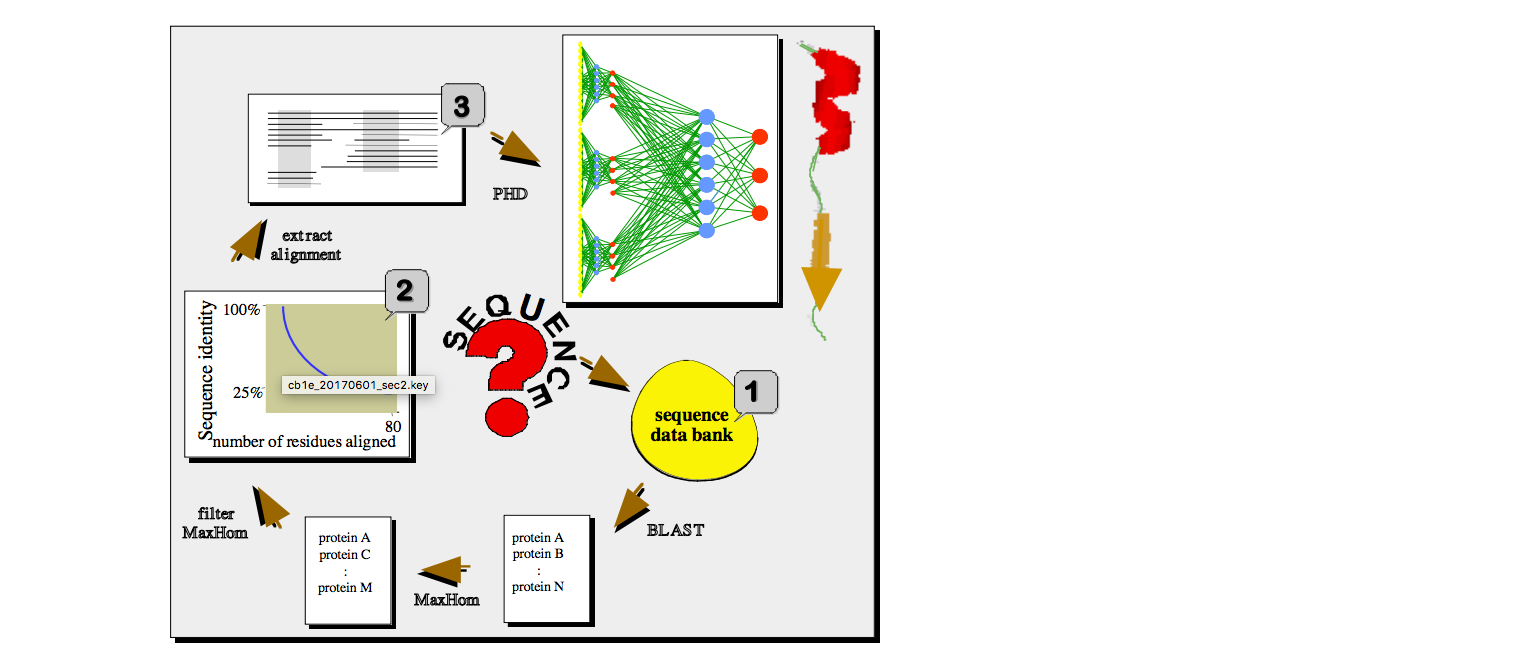 3
PHD
extract
alignment
2
Sequence identity
100%
25%
cb1e_20170601_sec2.key
80
number of residues aligned
SEQUENCE
?
1
sequence
data bank
BLAST
protein A
protein B
:
protein N
MaxHom
protein A
protein C
:
protein M
filter
MaxHom